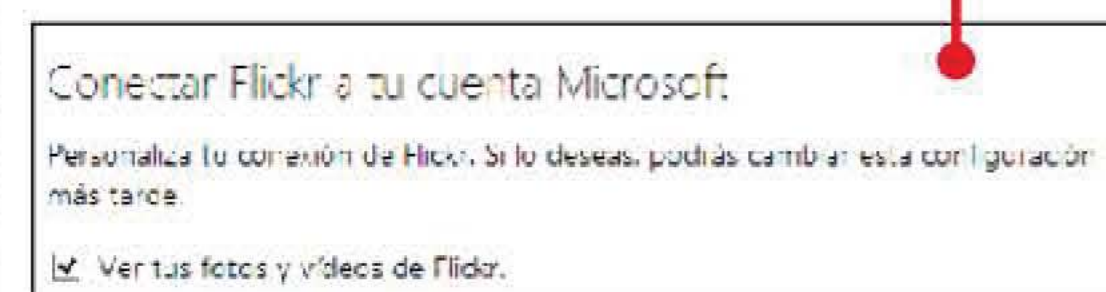 Conectar Flickr a tu cuenta Microsoft
Personaliza tu conexión de Flickr. Si lo deseas, podrás cambiar esta configuración
más tarde.
Ver tus fotos y vídeos de Flickr.